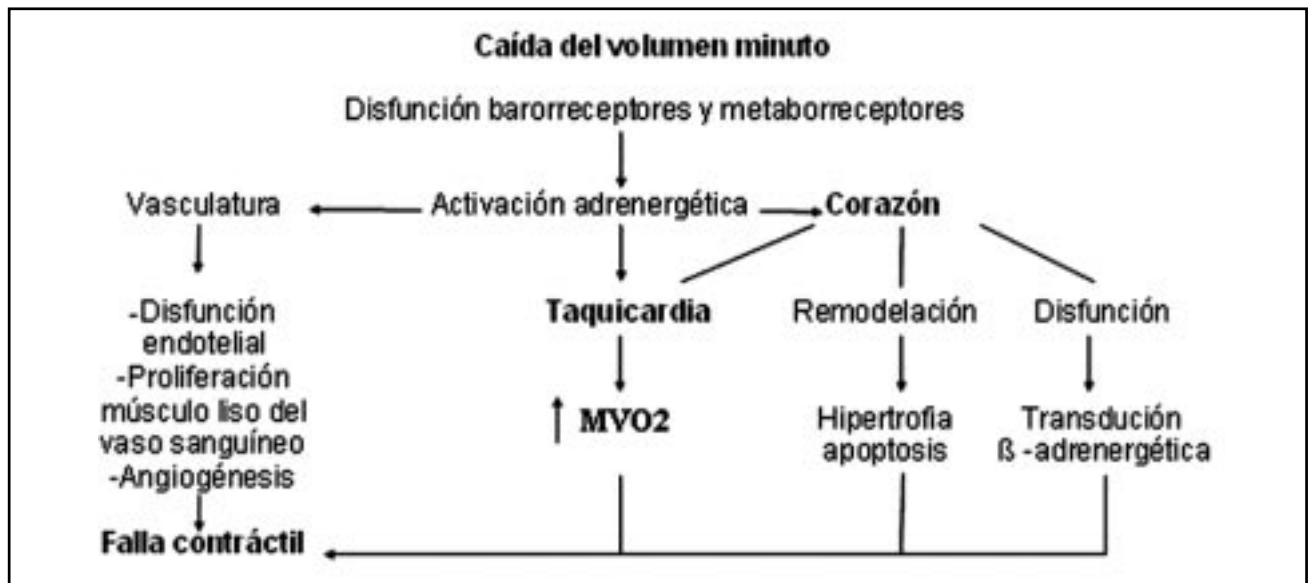 Caída del volumen minuto
Disfunción barorreceptores y metaborreceptores
Vasculatura
Activación adrenergética
Corazón
-Disfunción
endotelial
-Proliferación
músculo liso del
vaso sanguíneo
-Angiogénesis
Taquicardia
Remodelación
Disfunción
MVO2
Hipertrofia
apoptosis
Transdución
ß -adrenergética
Falla contráctil